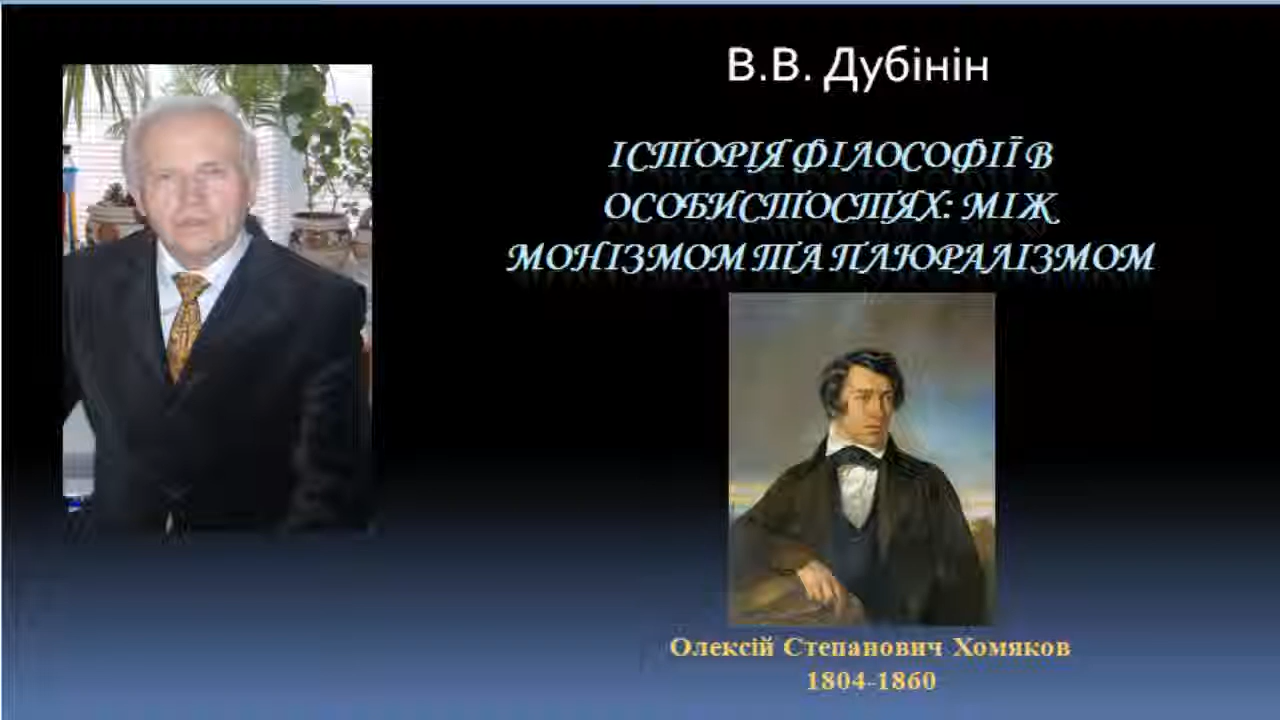 В.В. Дубінін
ІСТОРІЯ ФІЛОСОФІЇ В
ОСОБИСТОСТЯХ: МІЖ
МОНІЗМОМ ТА ПЛЮРАЛІЗМОМ
Олексій Степанович Хомяков
1804-1860